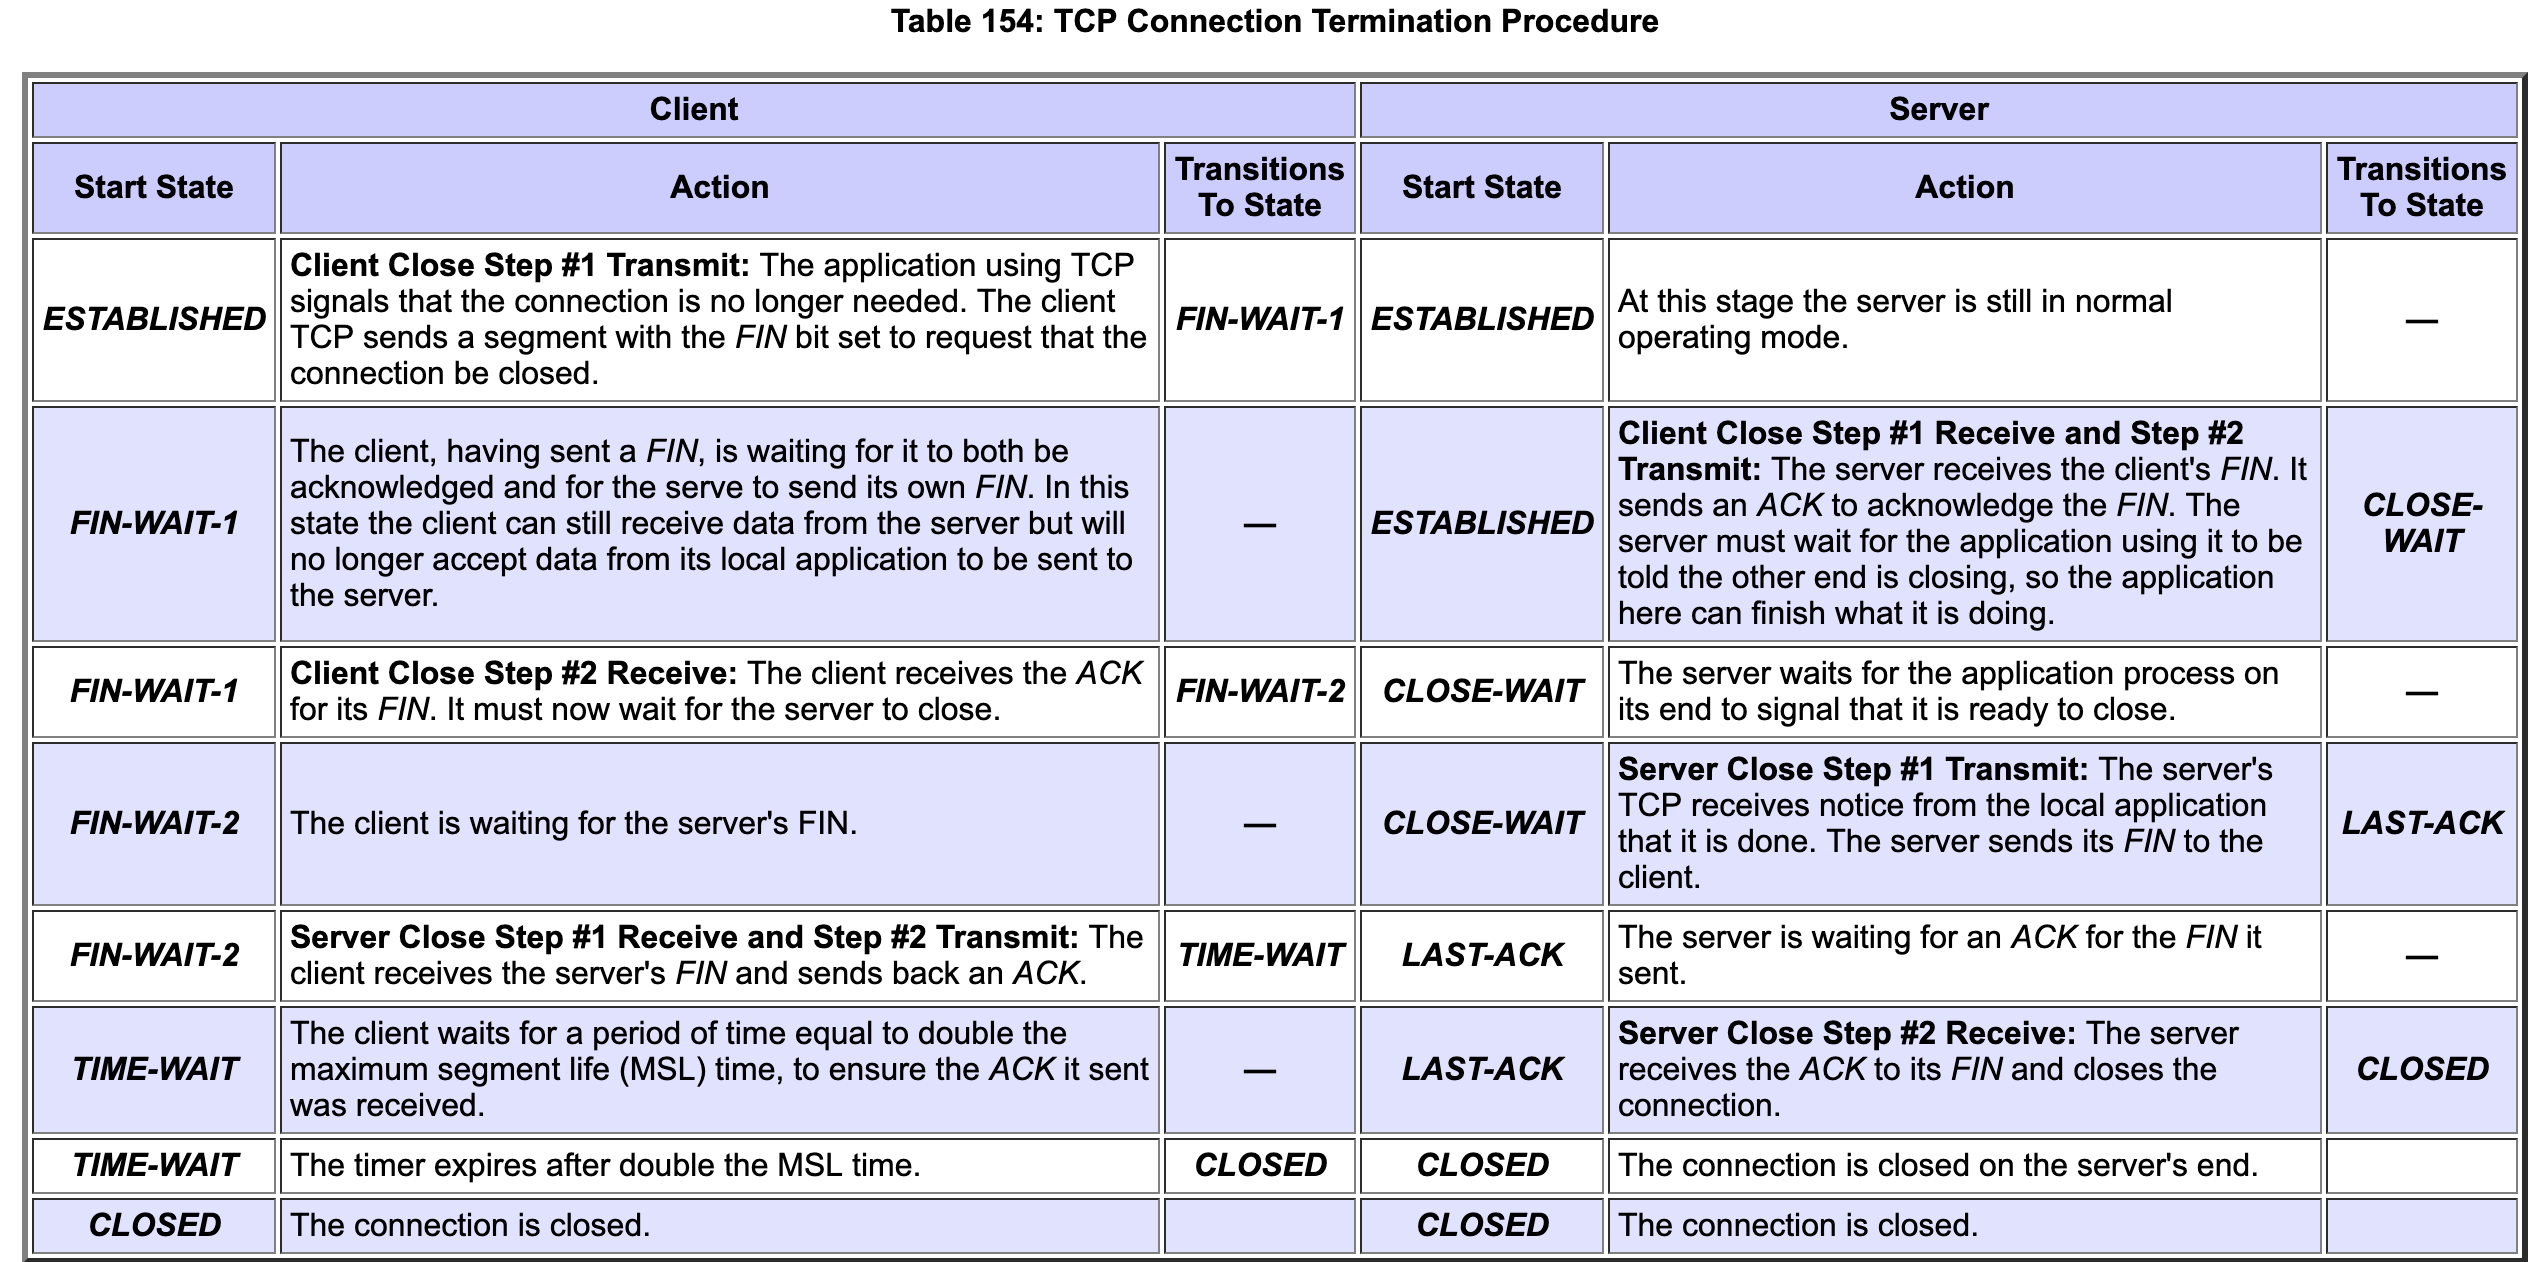 Table 154: TCP Connection Termination Procedure
Client
Server
Start State
Action
Transitions
To State
Start State
Action
Transitions
To State
ESTABLISHED
Client Close Step #1 Transmit: The application using TCP
signals that the connection is no longer needed. The client
TCP sends a segment with the FIN bit set to request that the
connection be closed.
FIN-WAIT-1
ESTABLISHED
At this stage the server is still in normal
operating mode.
—
FIN-WAIT-1
The client, having sent a FIN, is waiting for it to both be
acknowledged and for the serve to send its own FIN. In this
state the client can still receive data from the server but will
no longer accept data from its local application to be sent to
the server.
—
ESTABLISHED
Client Close Step #1 Receive and Step #2
Transmit: The server receives the client's FIN. It
sends an ACK to acknowledge the FIN. The
server must wait for the application using it to be
told the other end is closing, so the application
here can finish what it is doing.
CLOSE-
WAIT
FIN-WAIT-1
Client Close Step #2 Receive: The client receives the ACK
for its FIN. It must now wait for the server to close.
FIN-WAIT-2
CLOSE-WAIT
The server waits for the application process on
its end to signal that it is ready to close.
—
FIN-WAIT-2
The client is waiting for the server's FIN.
—
CLOSE-WAIT
Server Close Step #1 Transmit: The server's
TCP receives notice from the local application
that it is done. The server sends its FIN to the
client.
LAST-ACK
FIN-WAIT-2
Server Close Step #1 Receive and Step #2 Transmit: The
client receives the server's FIN and sends back an ACK.
TIME-WAIT
LAST-ACK
The server is waiting for an ACK for the FIN it
sent.
—
TIME-WAIT
The client waits for a period of time equal to double the
maximum segment life (MSL) time, to ensure the ACK it sent
was received.
—
LAST-ACK
Server Close Step #2 Receive: The server
receives the ACK to its FIN and closes the
connection.
CLOSED
TIME-WAIT
The timer expires after double the MSL time.
CLOSED
CLOSED
The connection is closed on the server's end.
CLOSED
The connection is closed.
CLOSED
The connection is closed.